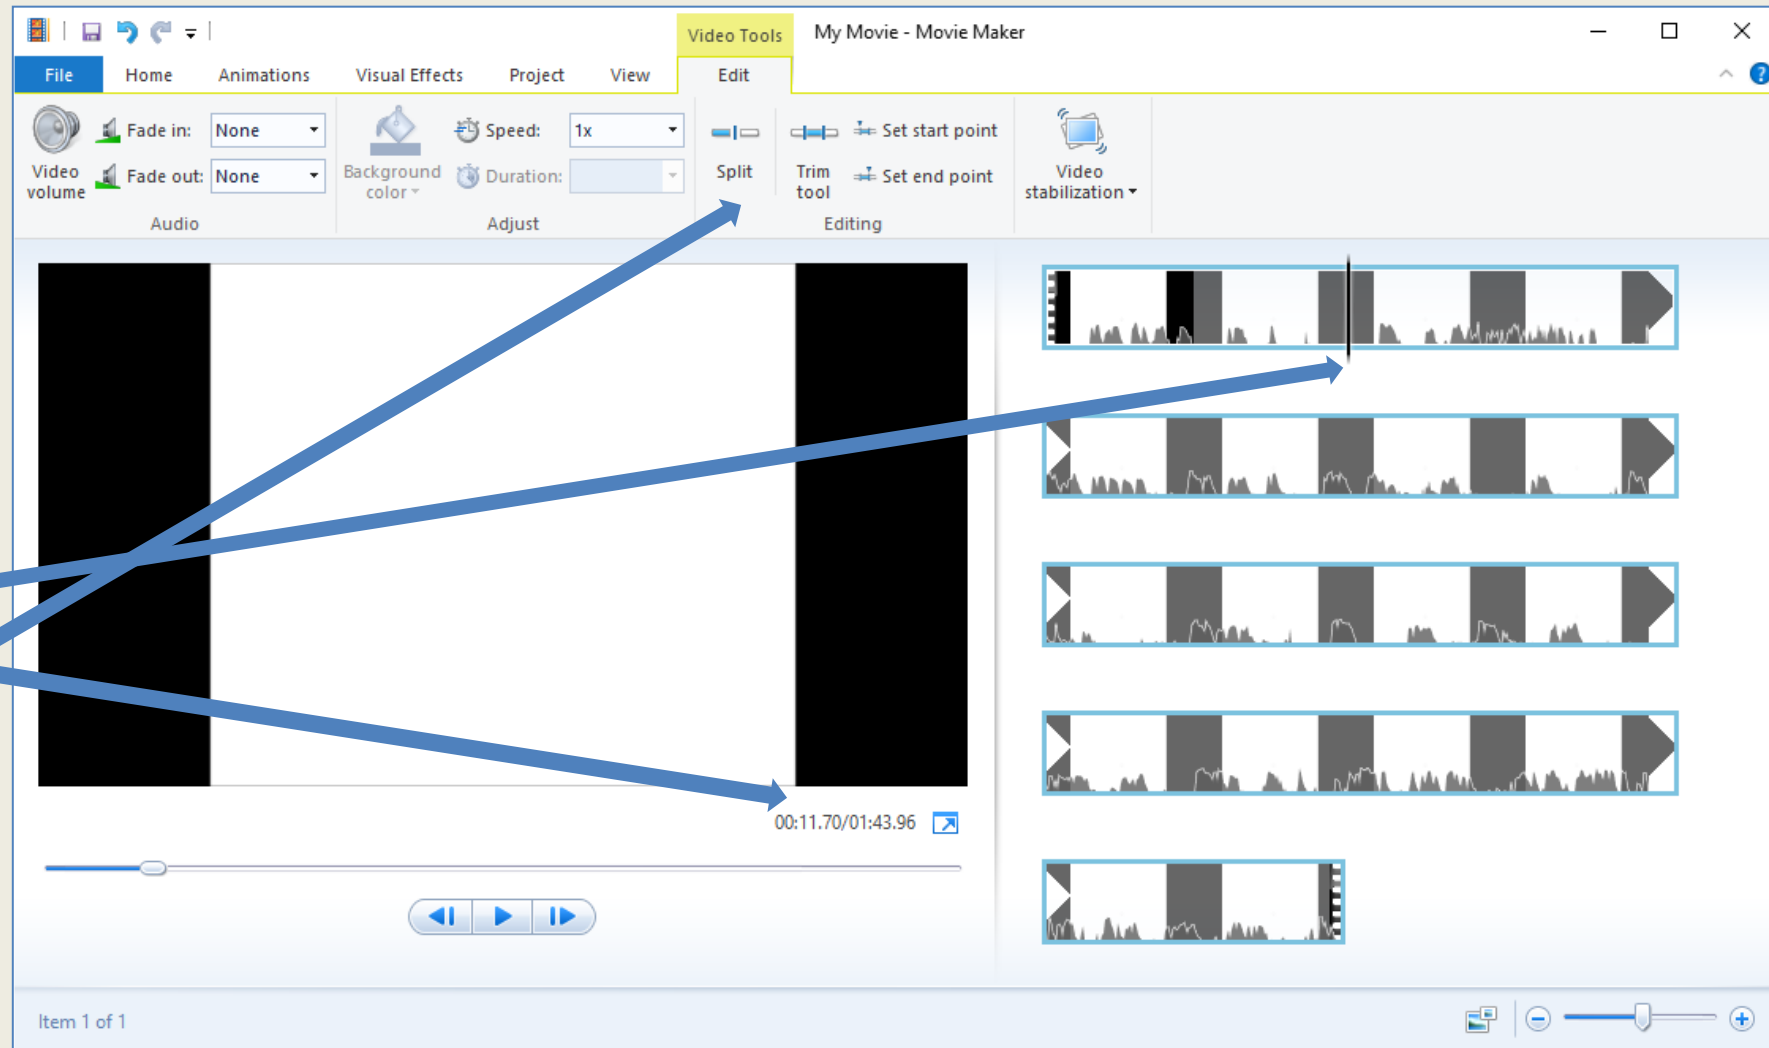 Video Tools
My Movie - Movie Maker
File Home Animations Visual Effects Project View Edit
?
Fade in: None
Speed: 1x
Set start point
Video volume
Fade out: None
Background color
Duration:
Split
Trim tool
Set end point
Video stabilization
Audio
Adjust
Editing
00:11.70/01:43.96
Item 1 of 1